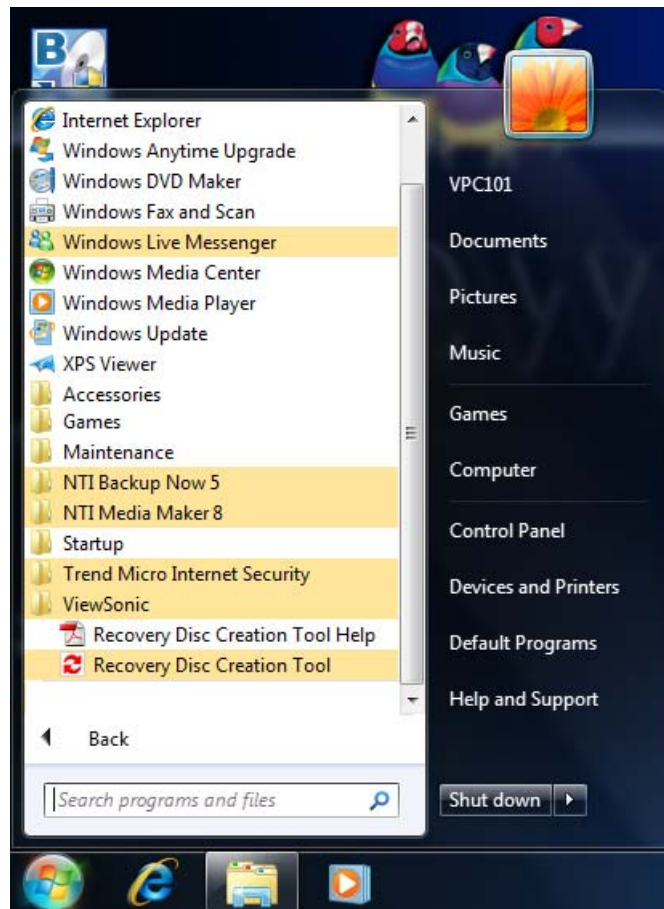 B
Internet Explorer
Windows Anytime Upgrade
Windows DVD Maker
Windows Fax and Scan
Windows Live Messenger
Windows Media Center
Windows Media Player
Windows Update
XPS Viewer
Accessories
Games
Maintenance
NTI Backup Now 5
NTI Media Maker 8
Startup
Trend Micro Internet Security
ViewSonic
Recovery Disc Creation Tool Help
Recovery Disc Creation Tool
Back
Search programs and files
VPC101
Documents
Pictures
Music
Games
Computer
Control Panel
Devices and Printers
Default Programs
Help and Support
Shut down